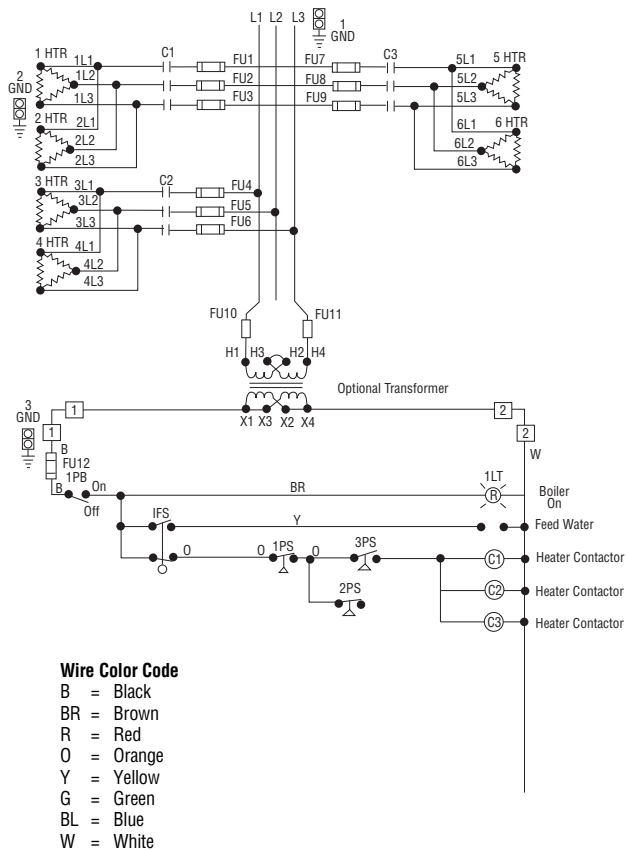 L1 L2 L3
1
GND
2
GND
1 HTR 1L1
C1
FU1
FU7
C3
5L1
5 HTR
1L2
FU2
FU8
5L2
1L3
FU3
FU9
5L3
2 HTR 2L1
6L1
6 HTR
2L2
6L2
2L3
6L3
3 HTR 3L1
C2
FU4
3L2
FU5
3L3
FU6
4 HTR 4L1
4L2
4L3
FU10
FU11
H1 H3 H2 H4
Optional Transformer
3
GND
1
2
X1 X3 X2 X4
1
2
B
W
FU12
1PB
B
On
Off
BR
1LT
R
Boiler
On
IFS
Y
Feed Water
O
O
1PS
O
3PS
C1
Heater Contactor
2PS
C2
Heater Contactor
C3
Heater Contactor
Wire Color Code
B = Black
BR = Brown
R = Red
O = Orange
Y = Yellow
G = Green
BL = Blue
W = White